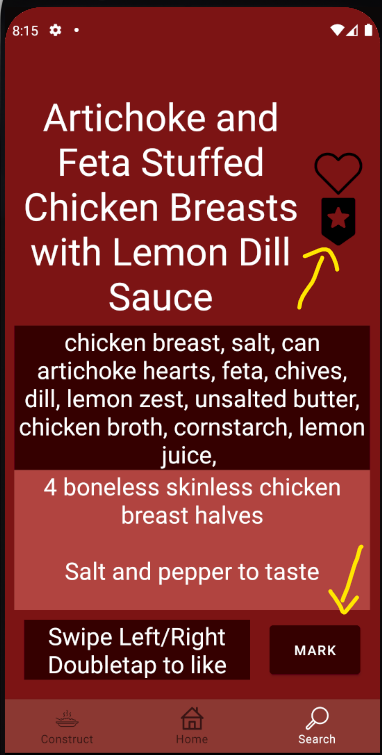 8:15
Artichoke and
Feta Stuffed
Chicken Breasts
with Lemon Dill
Sauce
chicken breast, salt, can
artichoke hearts, feta, chives,
dill, lemon zest, unsalted butter,
chicken broth, cornstarch, lemon
juice,
4 boneless skinless chicken
breast halves
Salt and pepper to taste
Swipe Left/Right
Doubletap to like
MARK
Construct
Home
Search